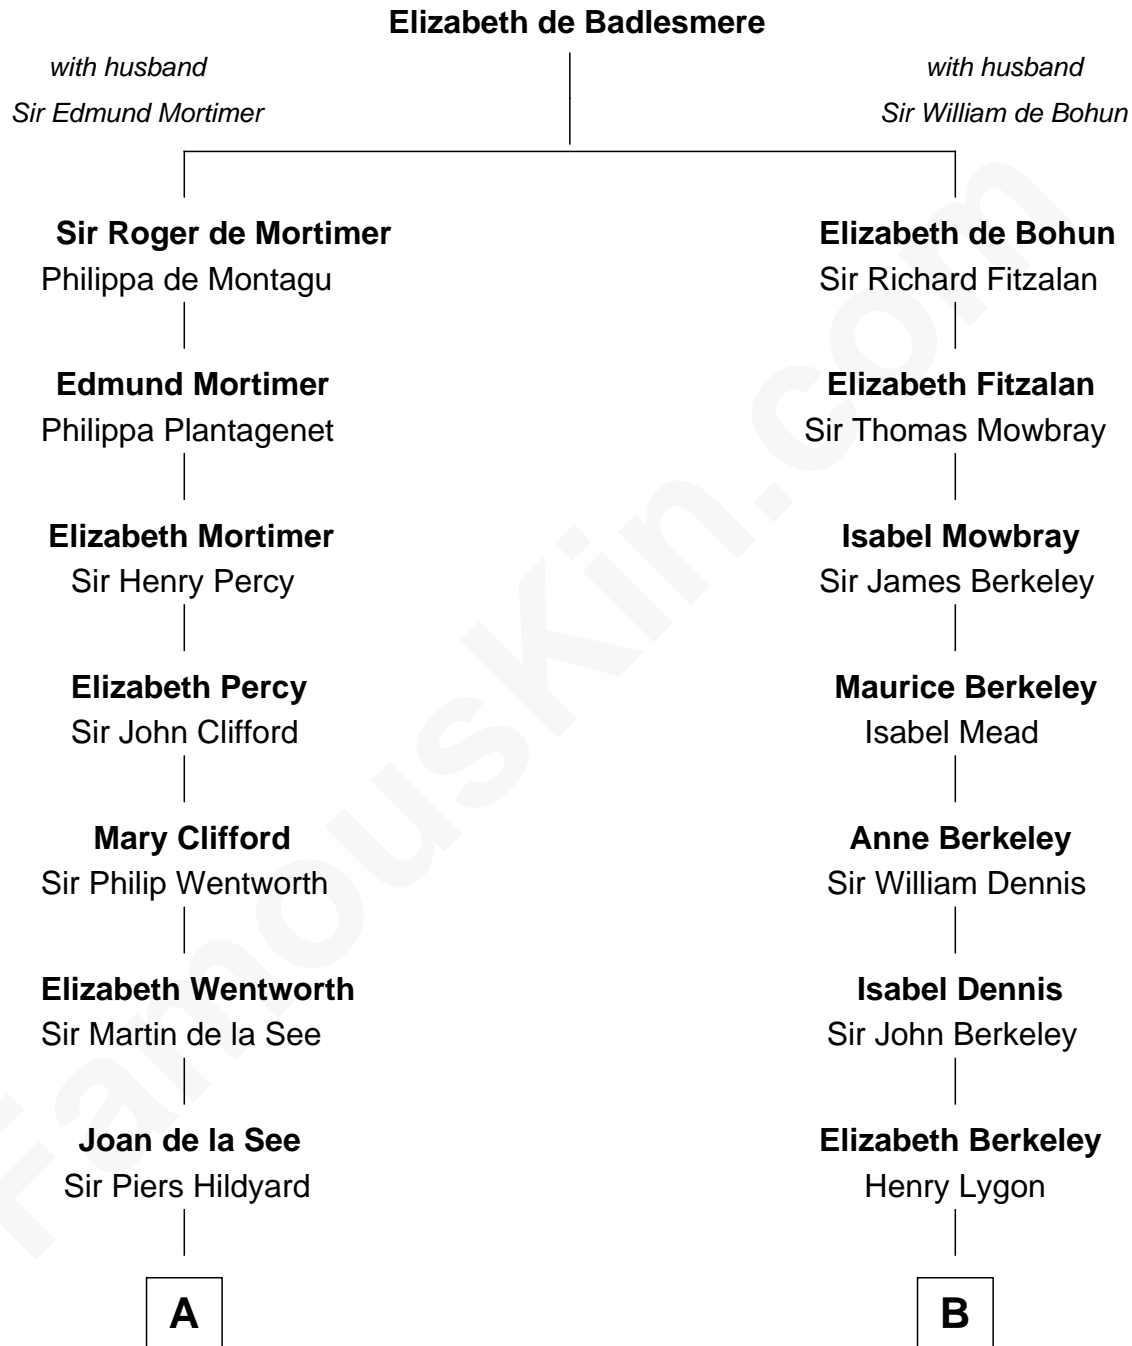 Elizabeth de Badlesmere
with husband
Sir Edmund Mortimer
with husband
Sir William de Bohun
Sir Roger de Mortimer
Philippa de Montagu
Elizabeth de Bohun
Sir Richard Fitzalan
Edmund Mortimer
Philippa Plantagenet
Elizabeth Fitzalan
Sir Thomas Mowbray
Elizabeth Mortimer
Sir Henry Percy
Isabel Mowbray
Sir James Berkeley
Elizabeth Percy
Sir John Clifford
Maurice Berkeley
Isabel Mead
Mary Clifford
Sir Philip Wentworth
Anne Berkeley
Sir William Dennis
Elizabeth Wentworth
Sir Martin de la See
Isabel Dennis
Sir John Berkeley
Joan de la See
Sir Piers Hildyard
Elizabeth Berkeley
Henry Lygon
A
B
FamousKin.com